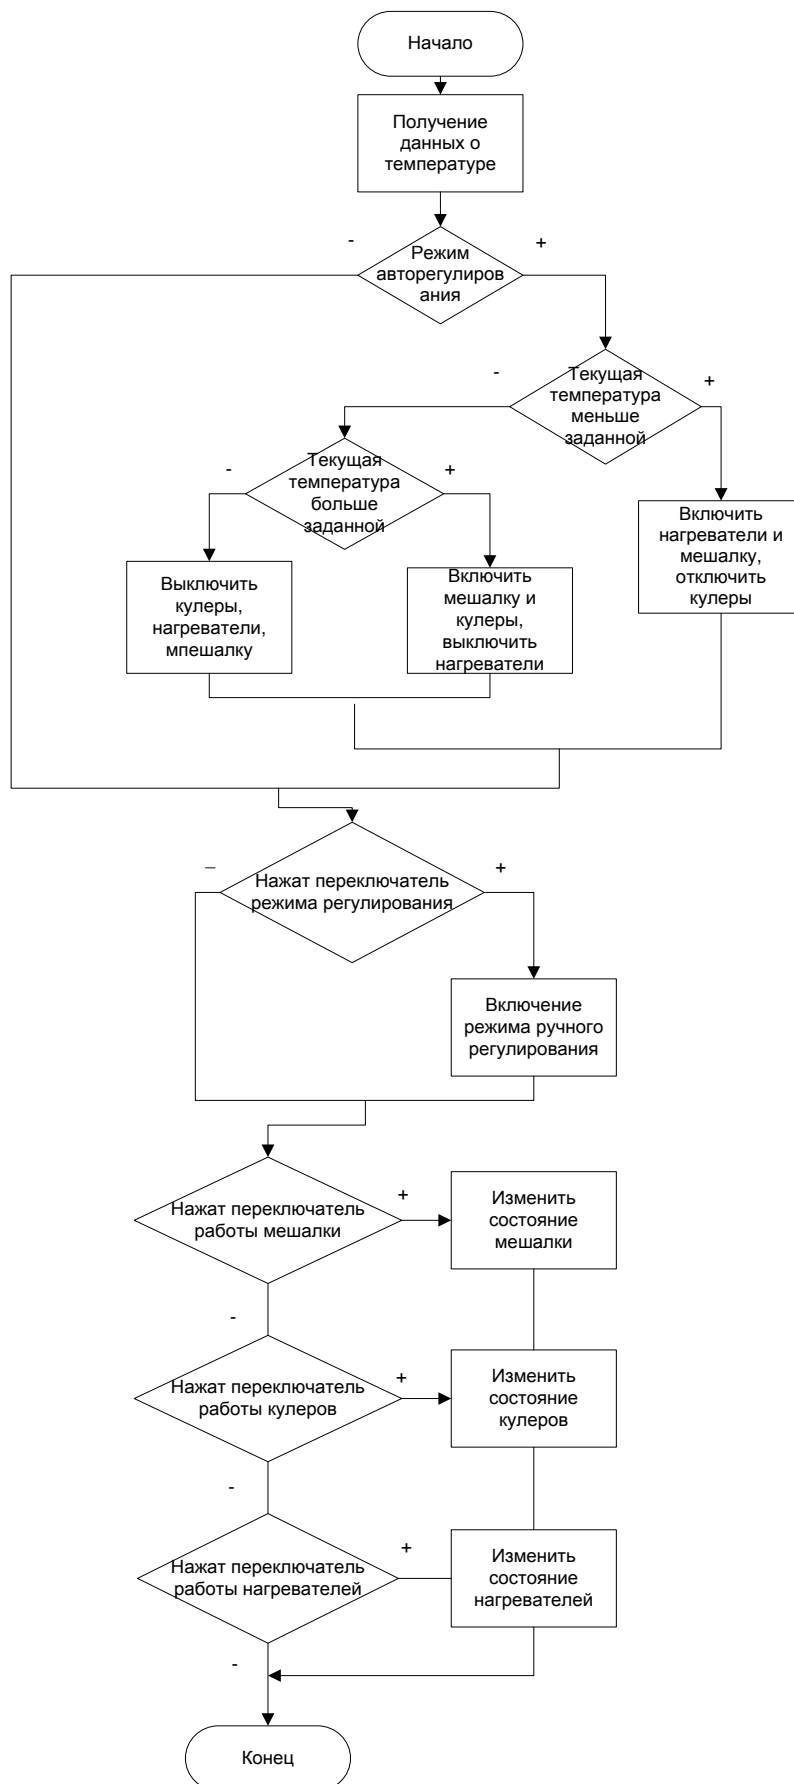 Начало
Получение
данных о
температуре
-
+
Режим
авторегулиров
ания
-
+
Текущая
температура
меньше
заданной
-
+
Текущая
температура
больше
заданной
Включить
нагреватели и
мешалку,
отключить
кулеры
Выключить
кулеры,
нагреватели,
мпешалку
Включить
мешалку и
кулеры,
выключить
нагреватели
–
+
Нажат переключатель
режима регулирования
Включение
режима ручного
регулирования
Нажат переключатель
работы мешалки
+
Изменить
состояние
мешалки
-
Нажат переключатель
работы кулеров
+
Изменить
состояние
кулеров
-
Нажат переключатель
работы нагревателей
+
Изменить
состояние
нагревателей
-
Конец